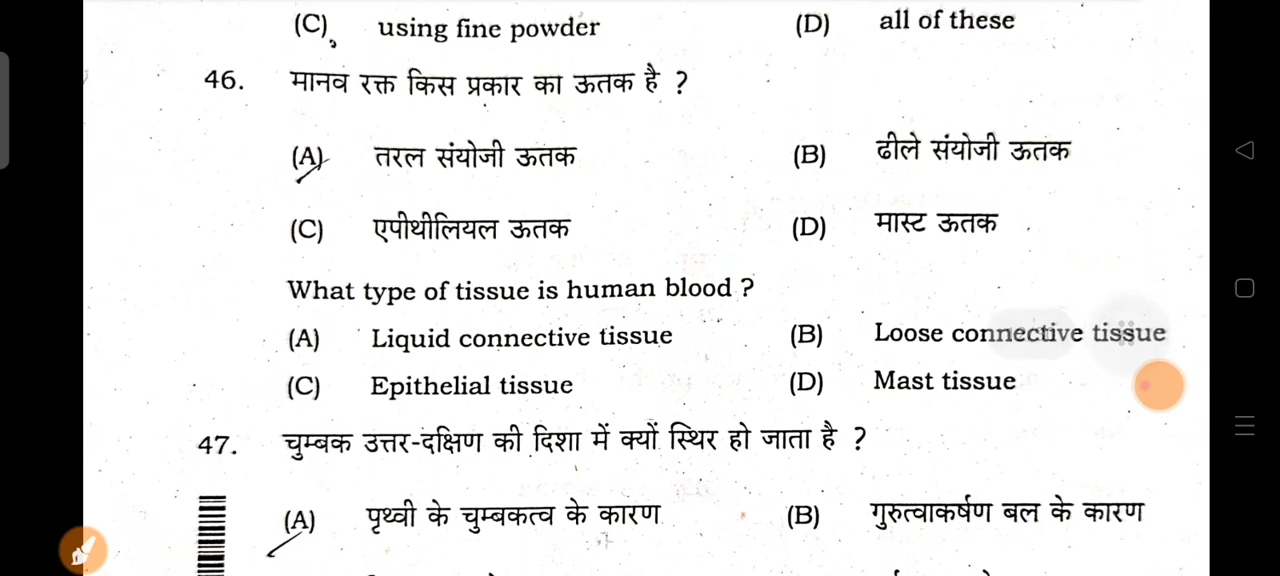 (C) using fine powder (D) all of these
46. मानव रक्त किस प्रकार का ऊतक है ?
(A) तरल संयोजी ऊतक (B) ढीले संयोजी ऊतक
(C) एपीथीलियल ऊतक (D) मास्ट ऊतक
What type of tissue is human blood ?
(A) Liquid connective tissue (B) Loose connective tissue
(C) Epithelial tissue (D) Mast tissue
47. चुम्बक उत्तर-दक्षिण की दिशा में क्यों स्थिर हो जाता है ?
(A) पृथ्वी के चुम्बकत्व के कारण (B) गुरुत्वाकर्षण बल के कारण